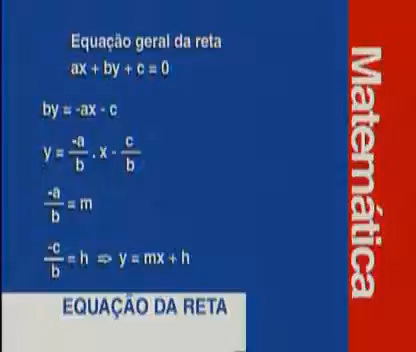 Equação geral da reta
ax + by + c = 0
by = -ax - c
y = -a/b . x - c/b
-a/b = m
-c/b = h ⇒ y = mx + h
EQUAÇÃO DA RETA
Matemática